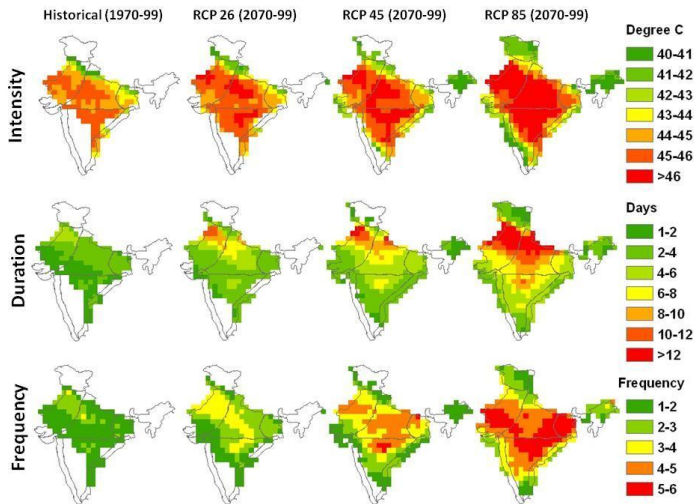 Historical (1970-99) RCP 26 (2070-99) RCP 45 (2070-99) RCP 85 (2070-99)
Intensity
Degree C
40-41
41-42
42-43
43-44
44-45
45-46
>46
Duration
Days
1-2
2-4
4-6
6-8
8-10
10-12
>12
Frequency
Frequency
1-2
2-3
3-4
4-5
5-6